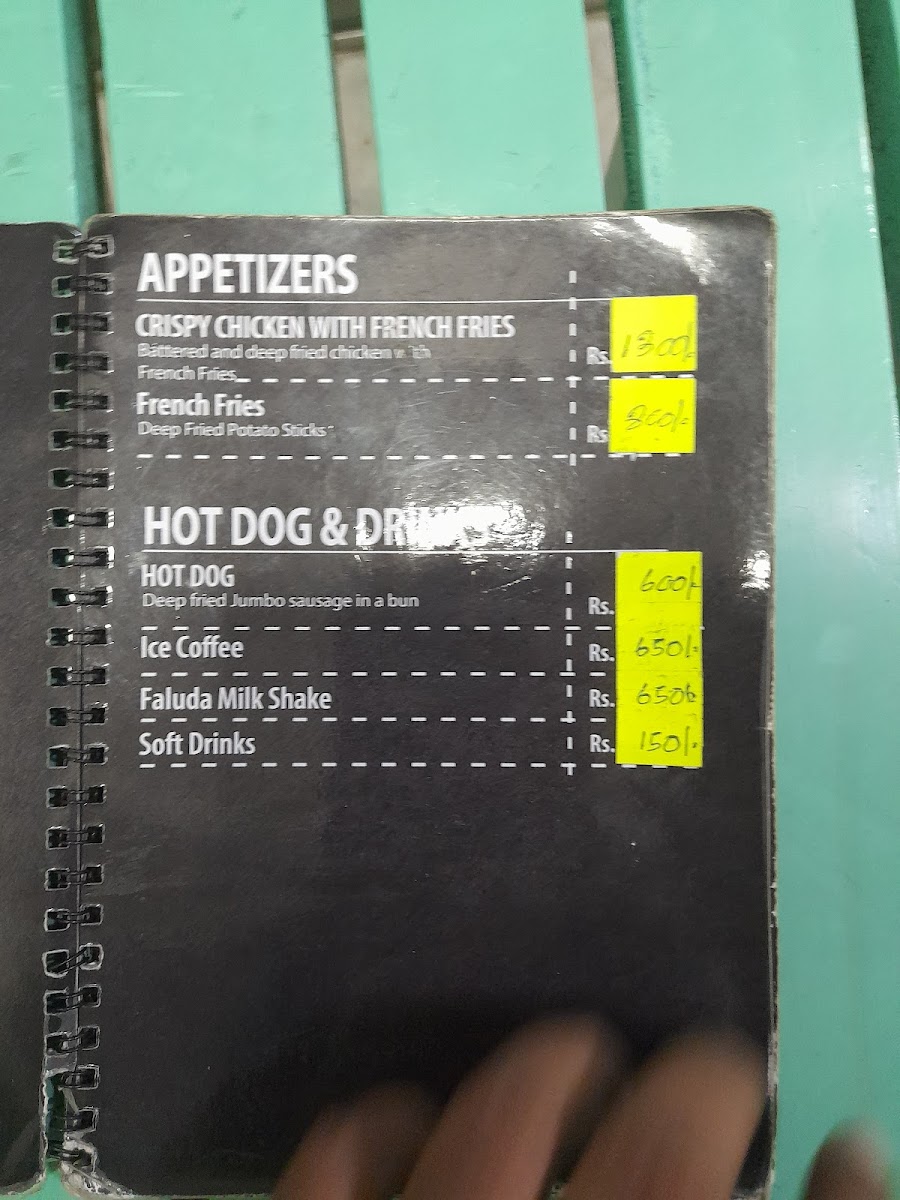 APPETIZERS
CRISPY CHICKEN WITH FRENCH FRIES
Battered and deep fried chicken with
French Fries
Rs. 1300/-
French Fries
Deep Fried Potato Sticks
Rs. 800/-
HOT DOG & DRINKS
HOT DOG
Deep fried Jumbo sausage in a bun
Rs. 600/-
Ice Coffee Rs. 650/-
Faluda Milk Shake Rs. 650/-
Soft Drinks Rs. 150/-